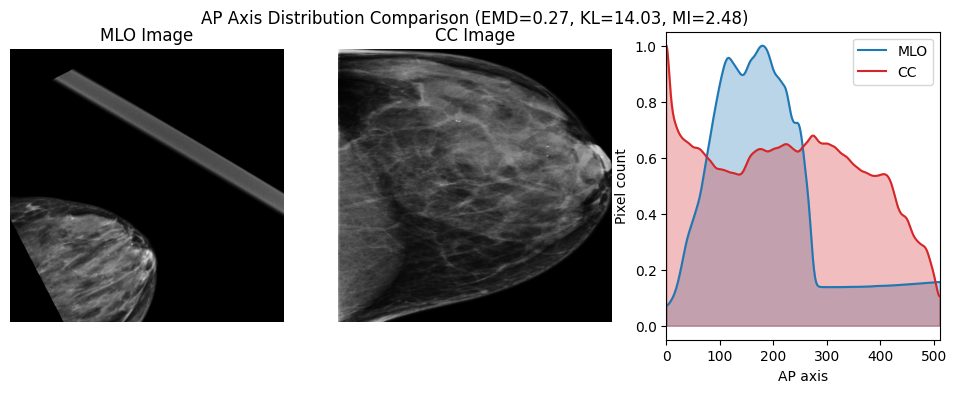 AP Axis Distribution Comparison (EMD=0.27, KL=14.03, MI=2.48)
MLO Image
CC Image
MLO
CC
Pixel count
1.0
0.8
0.6
0.4
0.2
0.0
0 100 200 300 400 500
AP axis